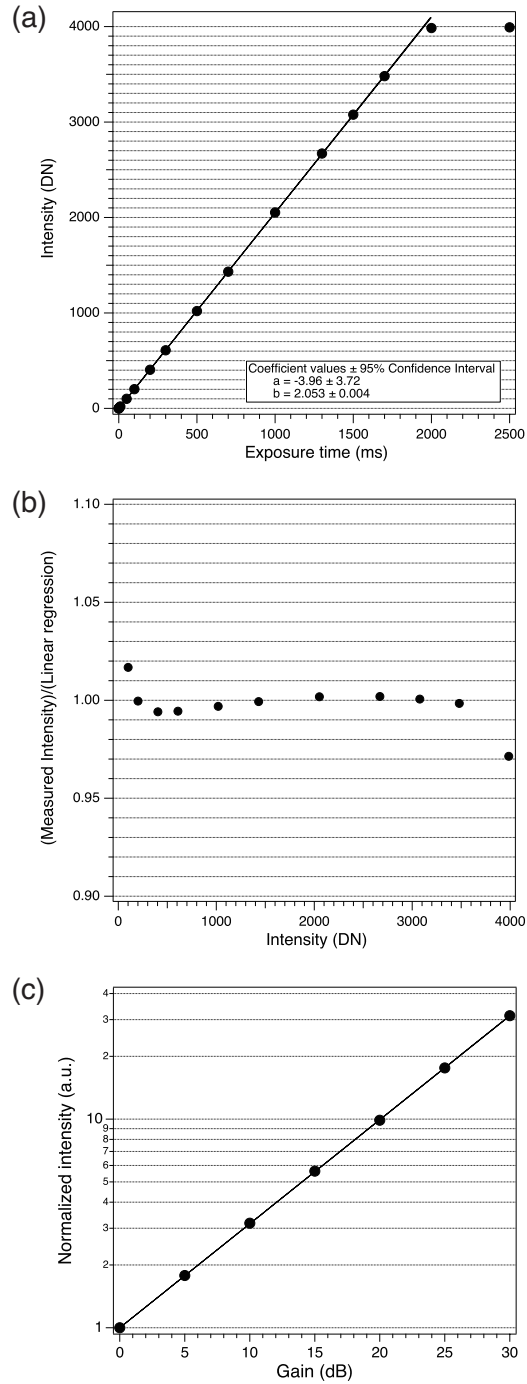 (a)
4000
3000
2000
1000
0
Intensity (DN)
Coefficient values ± 95% Confidence Interval
a = -3.96 ± 3.72
b = 2.053 ± 0.004
0 500 1000 1500 2000 2500
Exposure time (ms)
(b)
1.10
1.05
1.00
0.95
0.90
(Measured Intensity)/(Linear regression)
0 1000 2000 3000 4000
Intensity (DN)
(c)
4
3
2
10
9
8
7
6
5
4
3
2
1
Normalized intensity (a.u.)
0 5 10 15 20 25 30
Gain (dB)